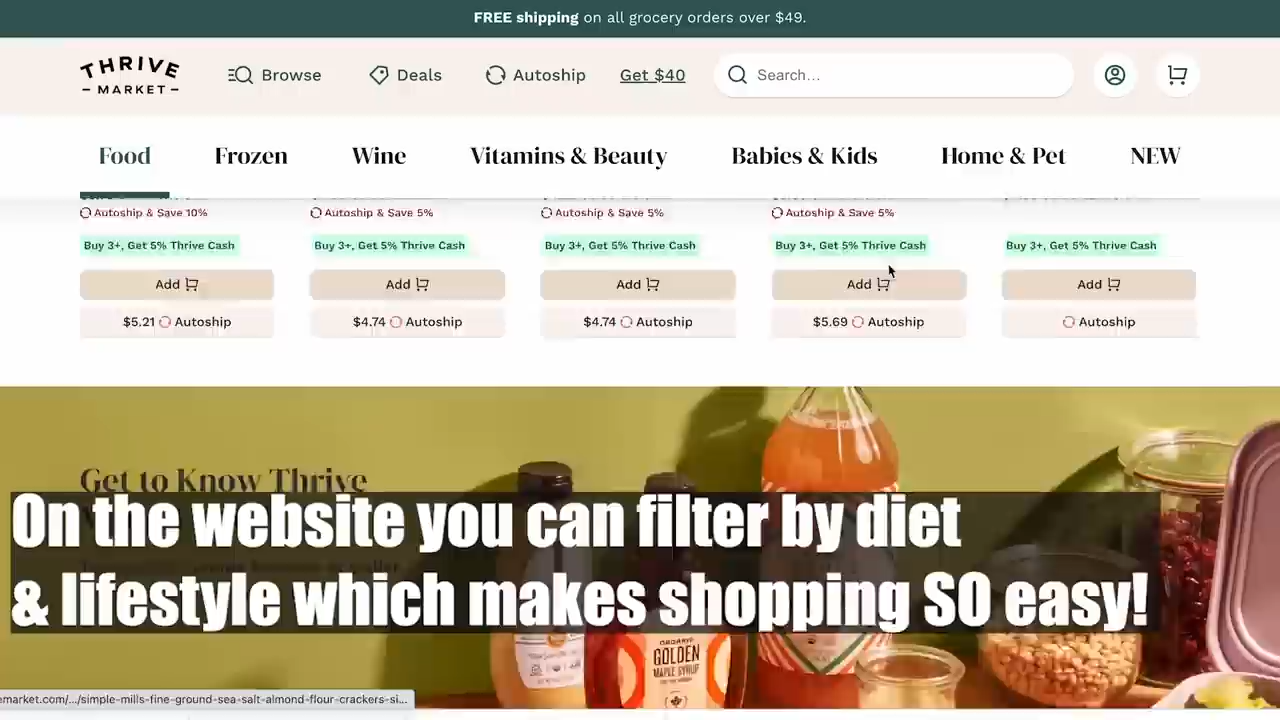 FREE shipping on all grocery orders over $49.
THRIVE
MARKET
Browse
Deals
Autoship
Get $40
Search...
Food
Frozen
Wine
Vitamins & Beauty
Babies & Kids
Home & Pet
NEW
Autoship & Save 10%
Autoship & Save 5%
Autoship & Save 5%
Autoship & Save 5%
Buy 3+, Get 5% Thrive Cash
Buy 3+, Get 5% Thrive Cash
Buy 3+, Get 5% Thrive Cash
Buy 3+, Get 5% Thrive Cash
Buy 3+, Get 5% Thrive Cash
Add
Add
Add
Add
Add
$5.21 Autoship
$4.74 Autoship
$4.74 Autoship
$5.69 Autoship
Autoship
Get to Know Thrive
On the website you can filter by diet
& lifestyle which makes shopping SO easy!
ORGANIC
GOLDEN
MAPLE SYRUP
emarket.com/.../simple-mills-fine-ground-sea-salt-almond-flour-crackers-si...